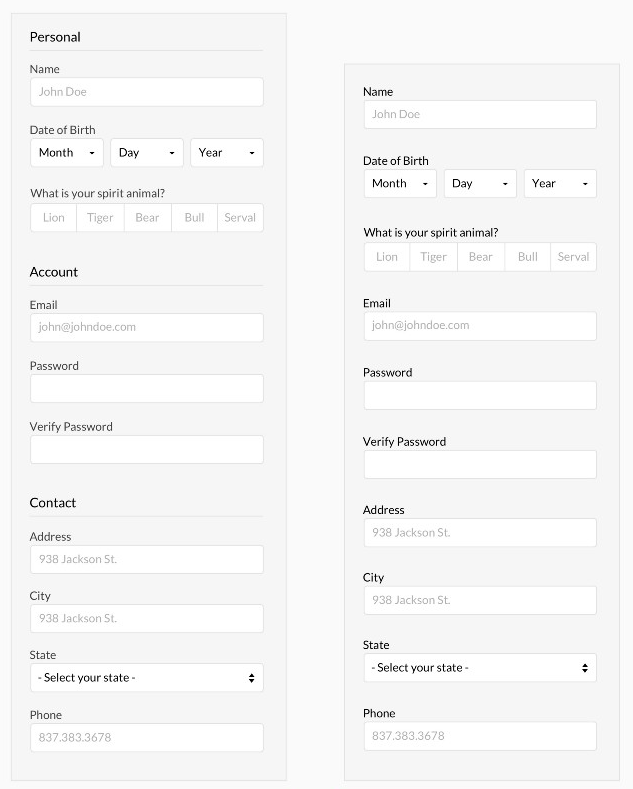 Personal
Name
John Doe
Date of Birth
Month Day Year
What is your spirit animal?
Lion Tiger Bear Bull Serval
Account
Email
john@johndoe.com
Password
Verify Password
Contact
Address
938 Jackson St.
City
938 Jackson St.
State
- Select your state -
Phone
837.383.3678
Name
John Doe
Date of Birth
Month Day Year
What is your spirit animal?
Lion Tiger Bear Bull Serval
Email
john@johndoe.com
Password
Verify Password
Address
938 Jackson St.
City
938 Jackson St.
State
- Select your state -
Phone
837.383.3678